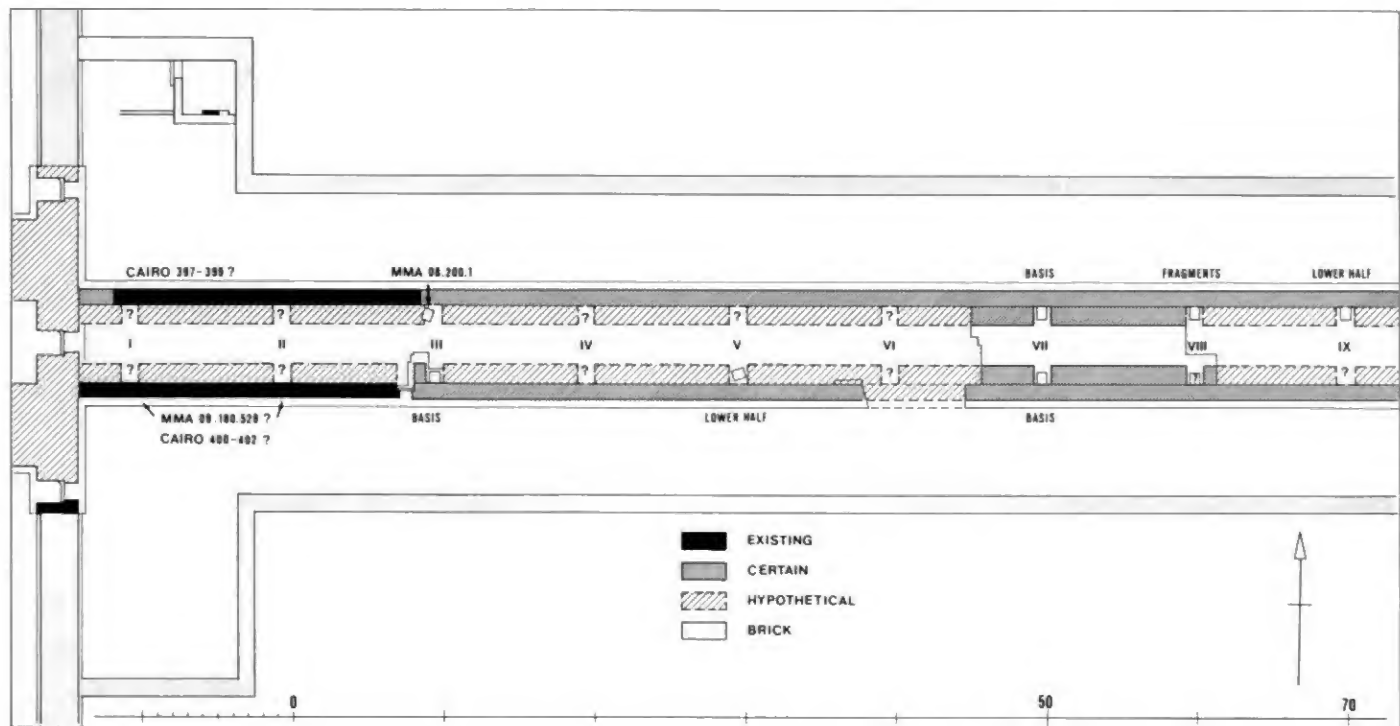 CAIRO 397-399 ?
MMA 08.200.1
BASIS
FRAGMENTS
LOWER HALF
? ? ? ? ?
I II III IV V VI VII VIII IX
? ? ? ? ? ?
MMA 09.180.529 ?
CAIRO 400-402 ?
BASIS
LOWER HALF
BASIS
EXISTING
CERTAIN
HYPOTHETICAL
BRICK
0 50 70